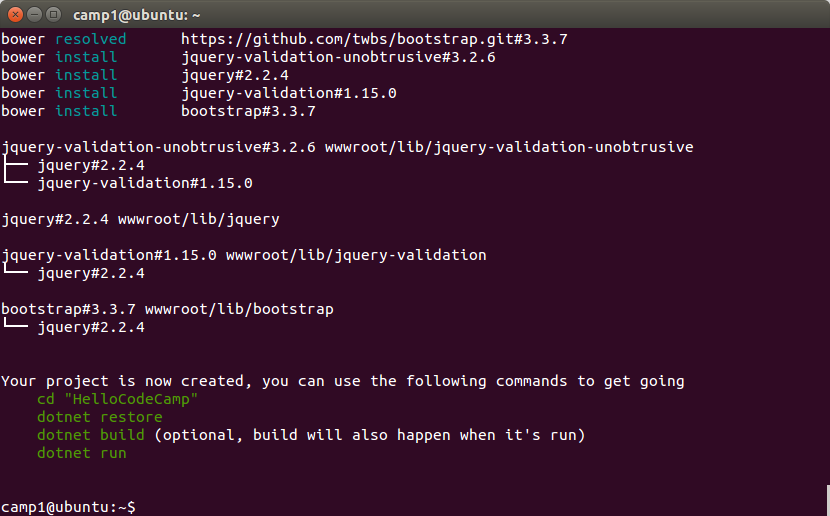 camp1@ubuntu: ~
bower resolved      https://github.com/twbs/bootstrap.git#3.3.7
bower install       jquery-validation-unobtrusive#3.2.6
bower install       jquery#2.2.4
bower install       jquery-validation#1.15.0
bower install       bootstrap#3.3.7
jquery-validation-unobtrusive#3.2.6 wwwroot/lib/jquery-validation-unobtrusive
├── jquery#2.2.4
└── jquery-validation#1.15.0
jquery#2.2.4 wwwroot/lib/jquery
jquery-validation#1.15.0 wwwroot/lib/jquery-validation
└── jquery#2.2.4
bootstrap#3.3.7 wwwroot/lib/bootstrap
└── jquery#2.2.4
Your project is now created, you can use the following commands to get going
    cd "HelloCodeCamp"
    dotnet restore
    dotnet build (optional, build will also happen when it's run)
    dotnet run
camp1@ubuntu:~$